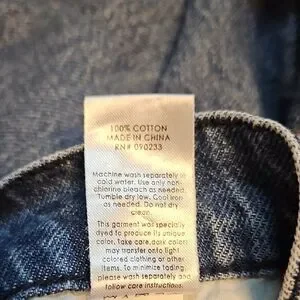 100% COTTON
MADE IN CHINA
RN# 090233
Machine wash separately in
cold water. Use only non-
chlorine bleach as needed.
Tumble dry low. Cool iron
as needed. Do not dry
clean.
This garment was specially
dyed to produce its unique
color. Take care, dark colors
may transfer onto light
colored clothing or other
items. To minimize fading,
please wash separately and
follow care instructions.